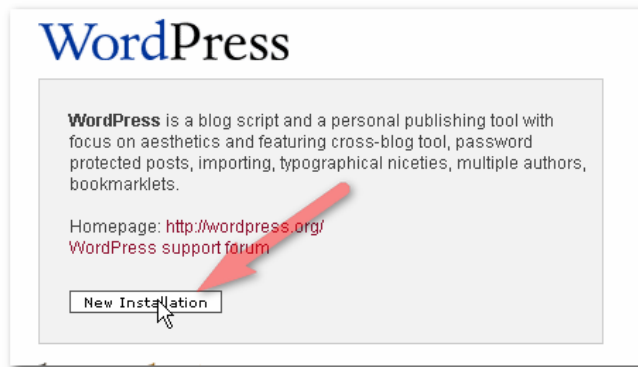 WordPress
WordPress is a blog script and a personal publishing tool with
focus on aesthetics and featuring cross-blog tool, password
protected posts, importing, typographical niceties, multiple authors,
bookmarklets.
Homepage: http://wordpress.org/
WordPress support forum
New Installation